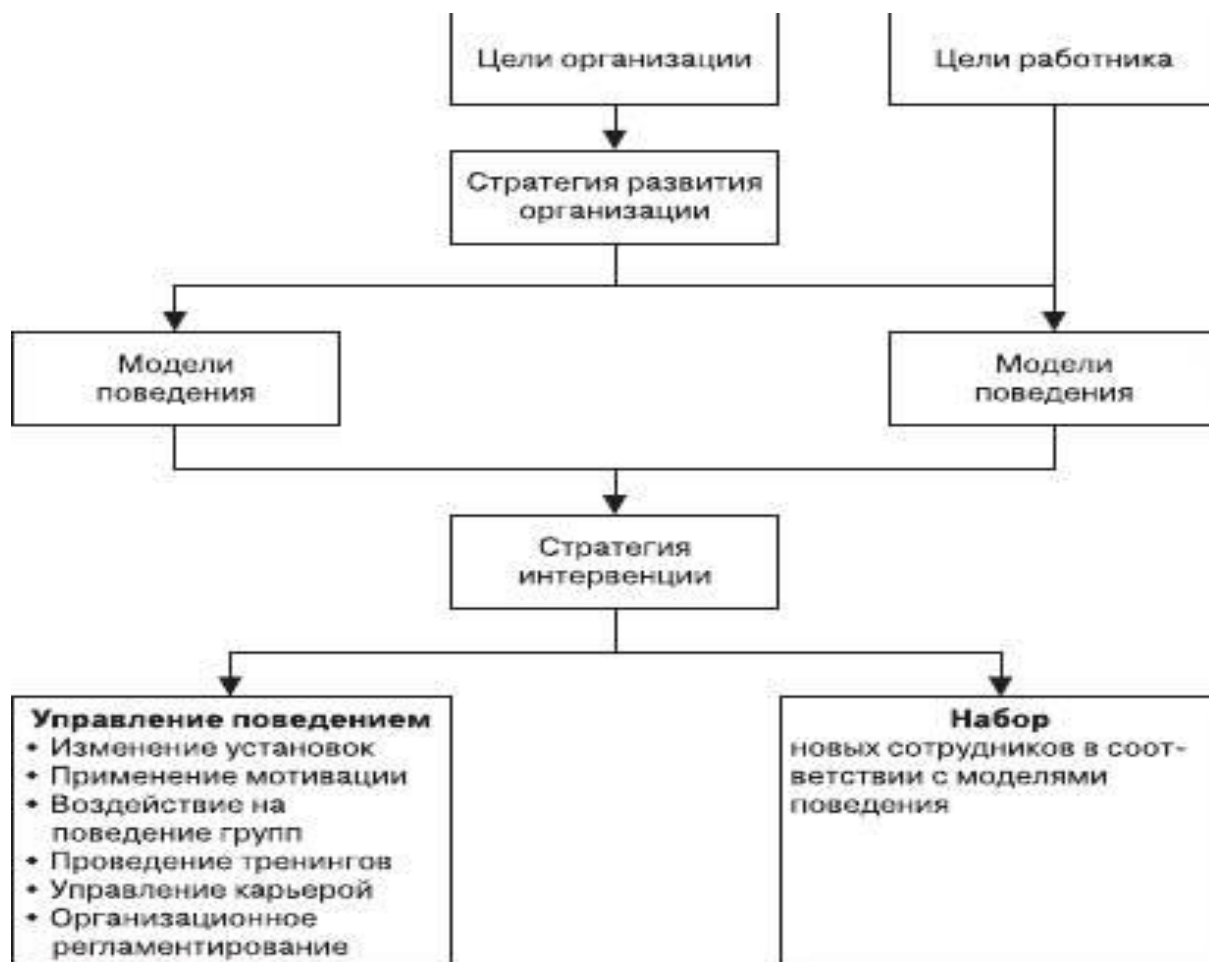 Цели организации
Цели работника
Стратегия развития
организации
Модели
поведения
Модели
поведения
Стратегия
интервенции
Управление поведением
• Изменение установок
• Применение мотивации
• Воздействие на
поведение групп
• Проведение тренингов
• Управление карьерой
• Организационное
регламентирование
Набор
новых сотрудников в соот-
ветствии с моделями
поведения